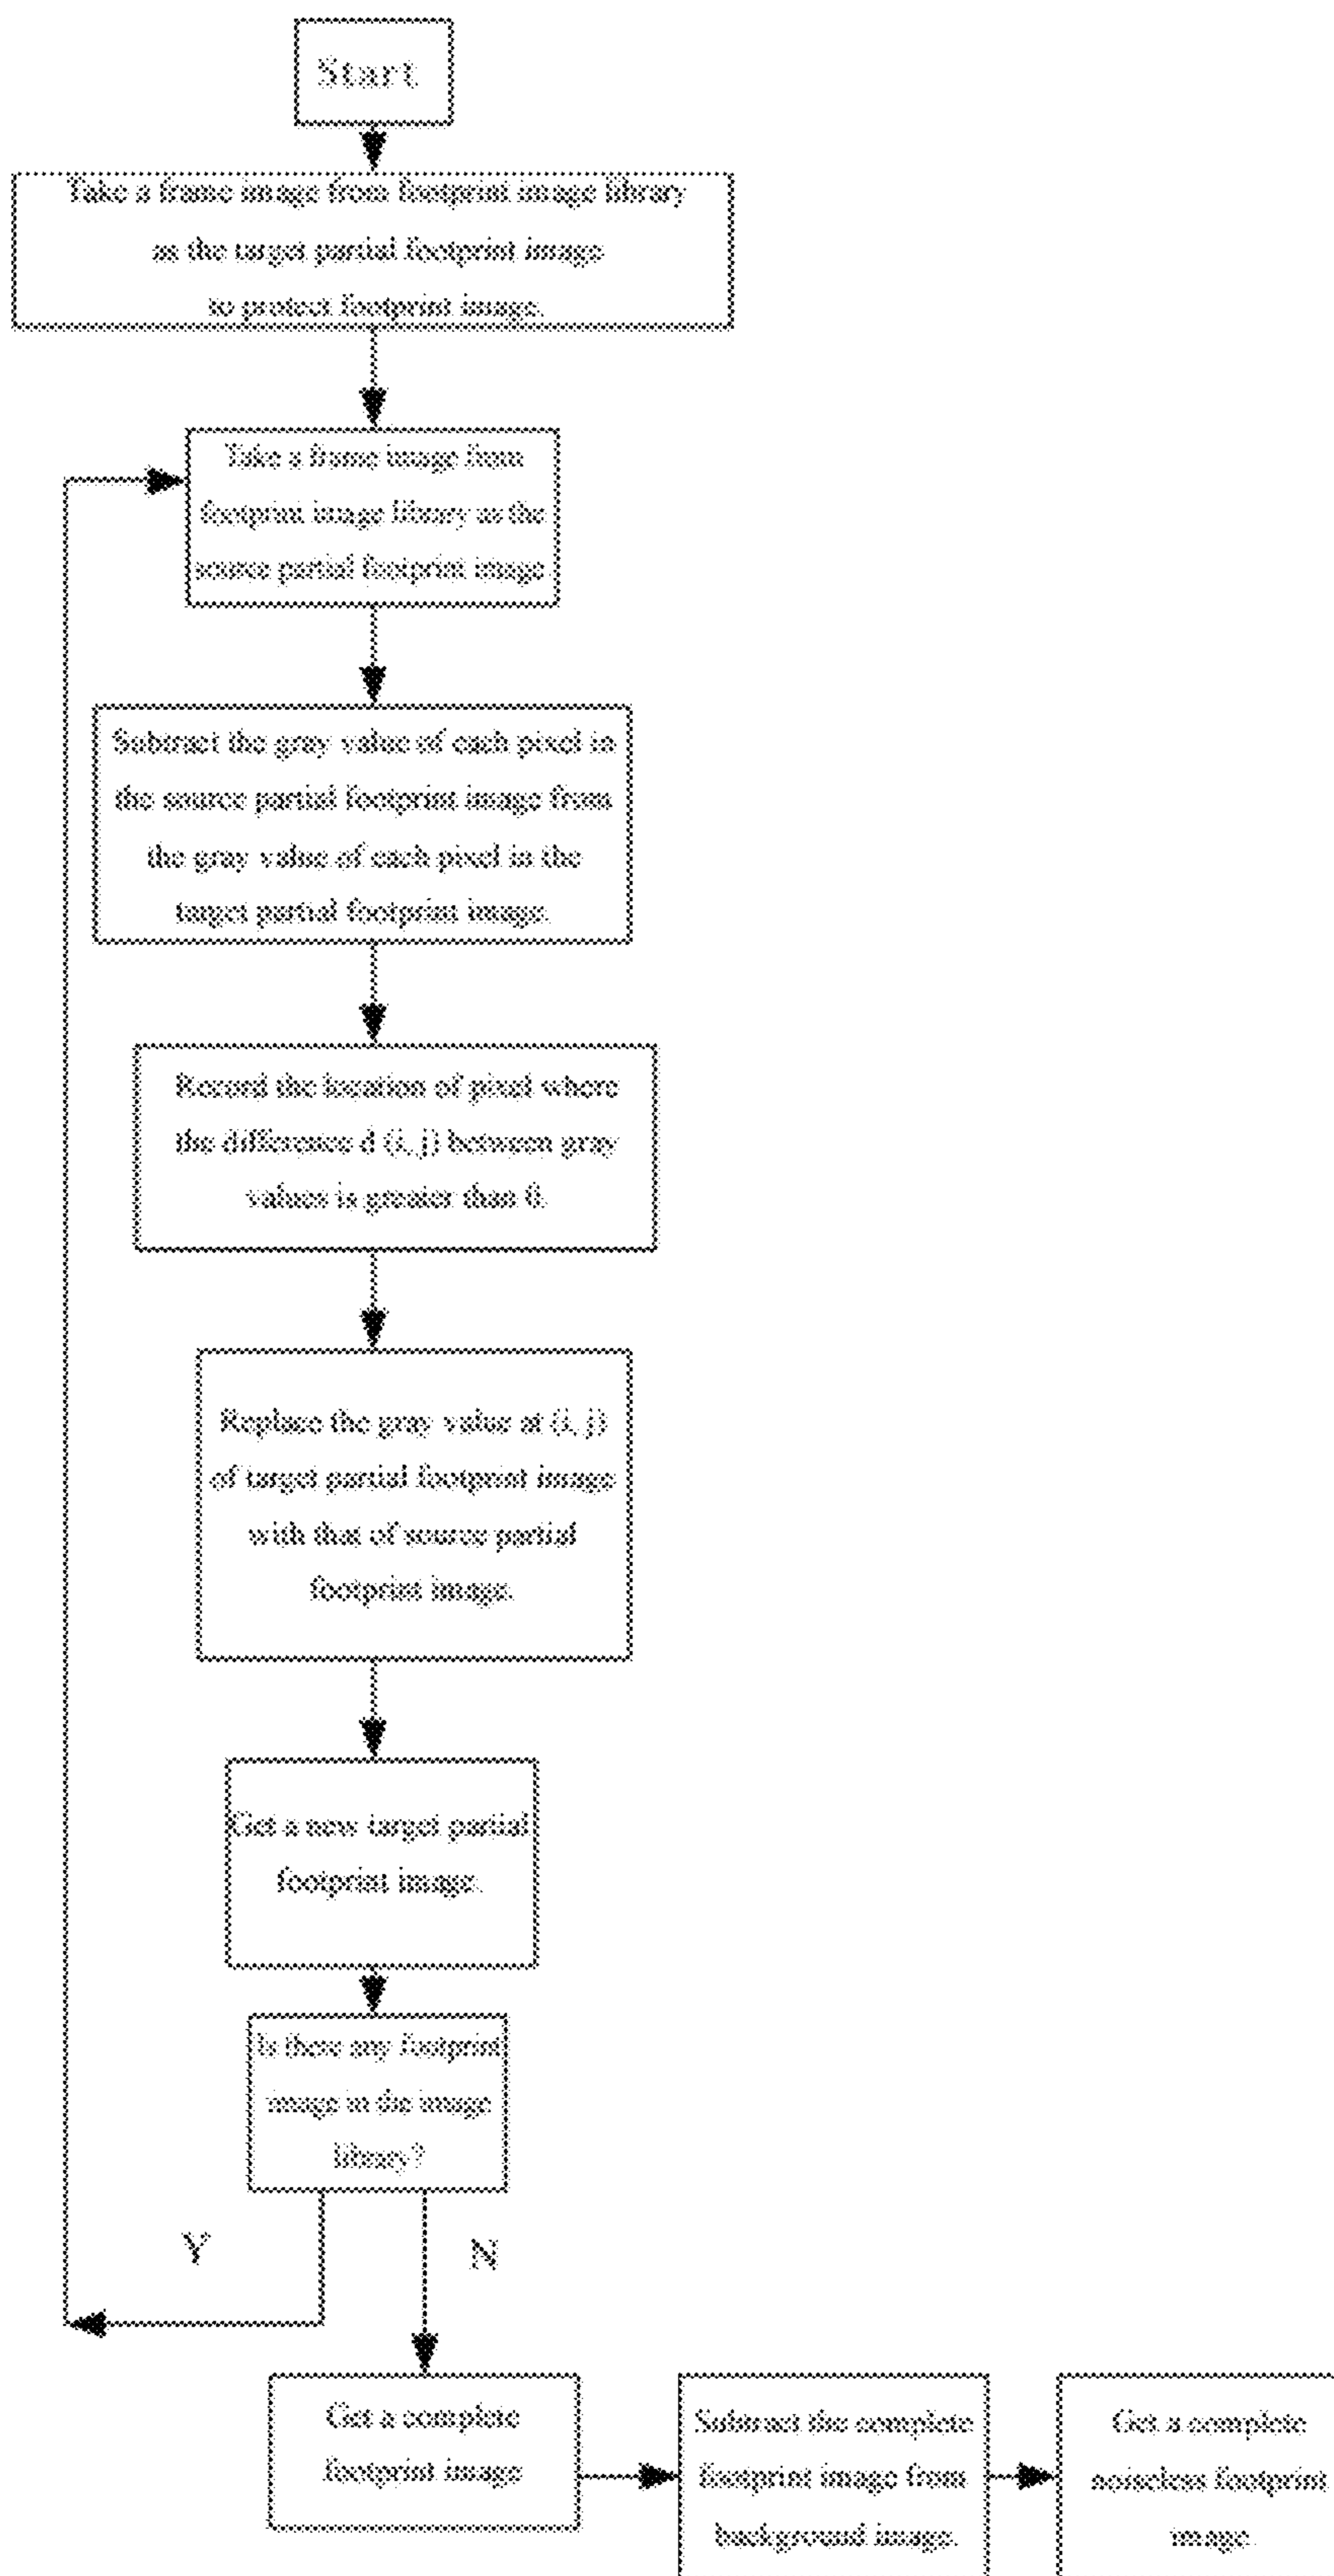 Start
Take a frame image from footprint image library
as the target partial footprint image
to protect footprint image.
Take a frame image from
footprint image library as the
source partial footprint image
Subtract the gray value of each pixel in
the source partial footprint image from
the gray value of each pixel in the
target partial footprint image.
Record the location of pixel where
the difference d (i, j) between gray
values is greater than 0.
Replace the gray value at (i, j)
of target partial footprint image
with that of source partial
footprint image.
Get a new target partial
footprint image.
Is there any footprint
image in the image
library?
Y
N
Get a complete
footprint image
Subtract the complete
footprint image from
background image.
Get a complete
noiseless footprint
image.